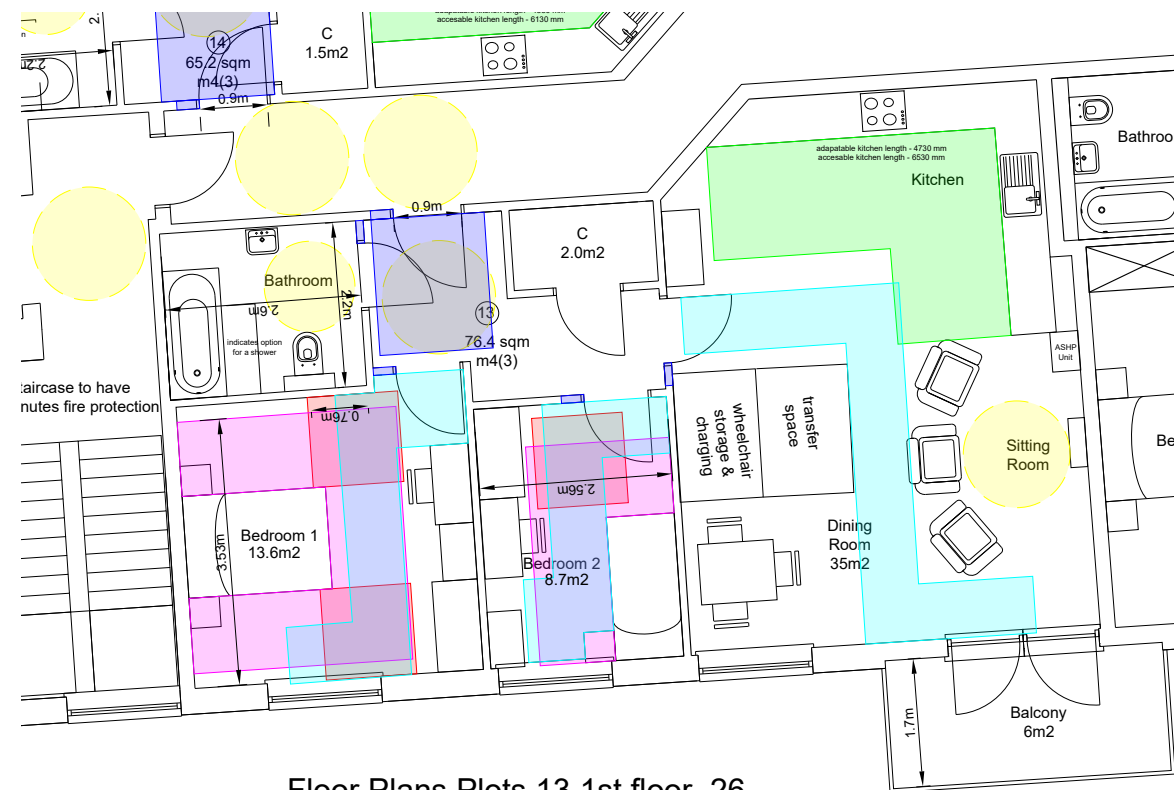 accesable kitchen length - 6130 mm
C
1.5m2
14
65.2 sqm
m4(3)
0.9m
2.2m
0.9m
C
2.0m2
adapatable kitchen length - 4730 mm
accesable kitchen length - 6530 mm
Kitchen
Bathroo
Bathroom
2.6m
2.2m
indicates option
for a shower
13
76.4 sqm
m4(3)
ASHP
Unit
taircase to have
nutes fire protection
0.76m
wheelchair
storage &
charging
transfer
space
Sitting
Room
Be
2.56m
3.53m
Bedroom 1
13.6m2
Bedroom 2
8.7m2
Dining
Room
35m2
1.7m
Balcony
6m2
Floor Plans Plots 13 1st floor, 26